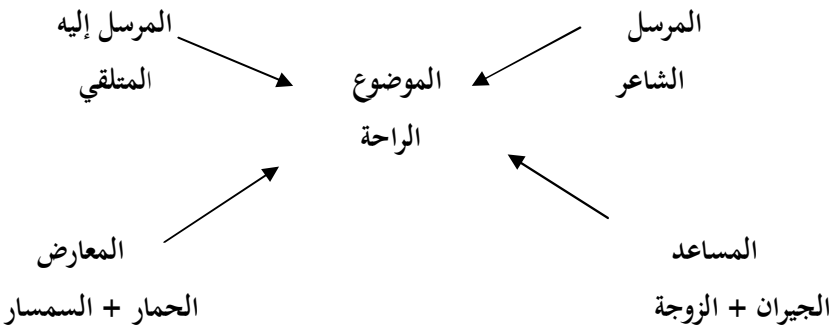 المرسل
المرسل إليه
الشاعر
الموضوع
المتلقي
الراحة
المساعد
المعارض
الجيران + الزوجة
الحمار + السمسار